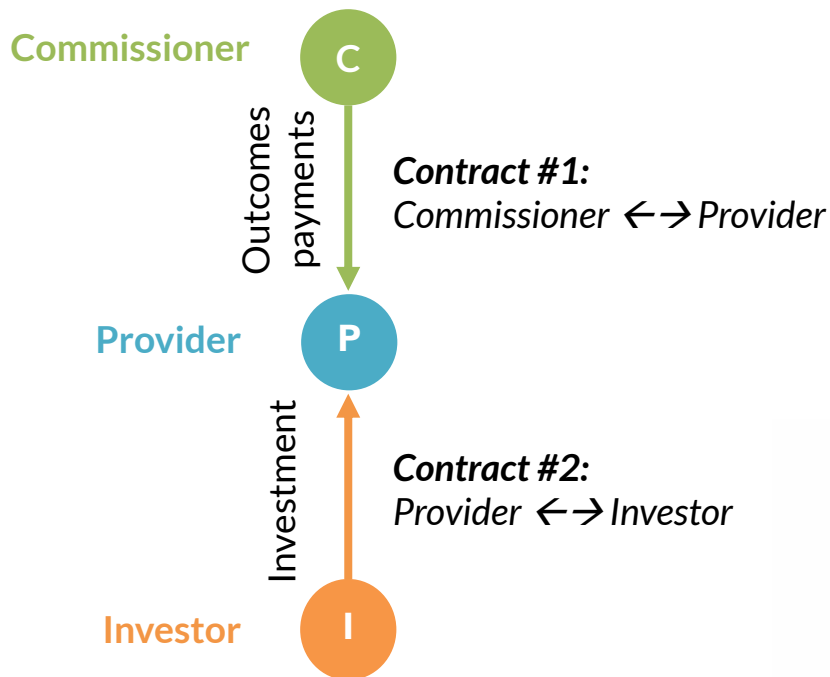 Commissioner
C
Outcomes
payments
Contract #1:
Commissioner ←→ Provider
Provider
P
Investment
Contract #2:
Provider ←→ Investor
Investor
I